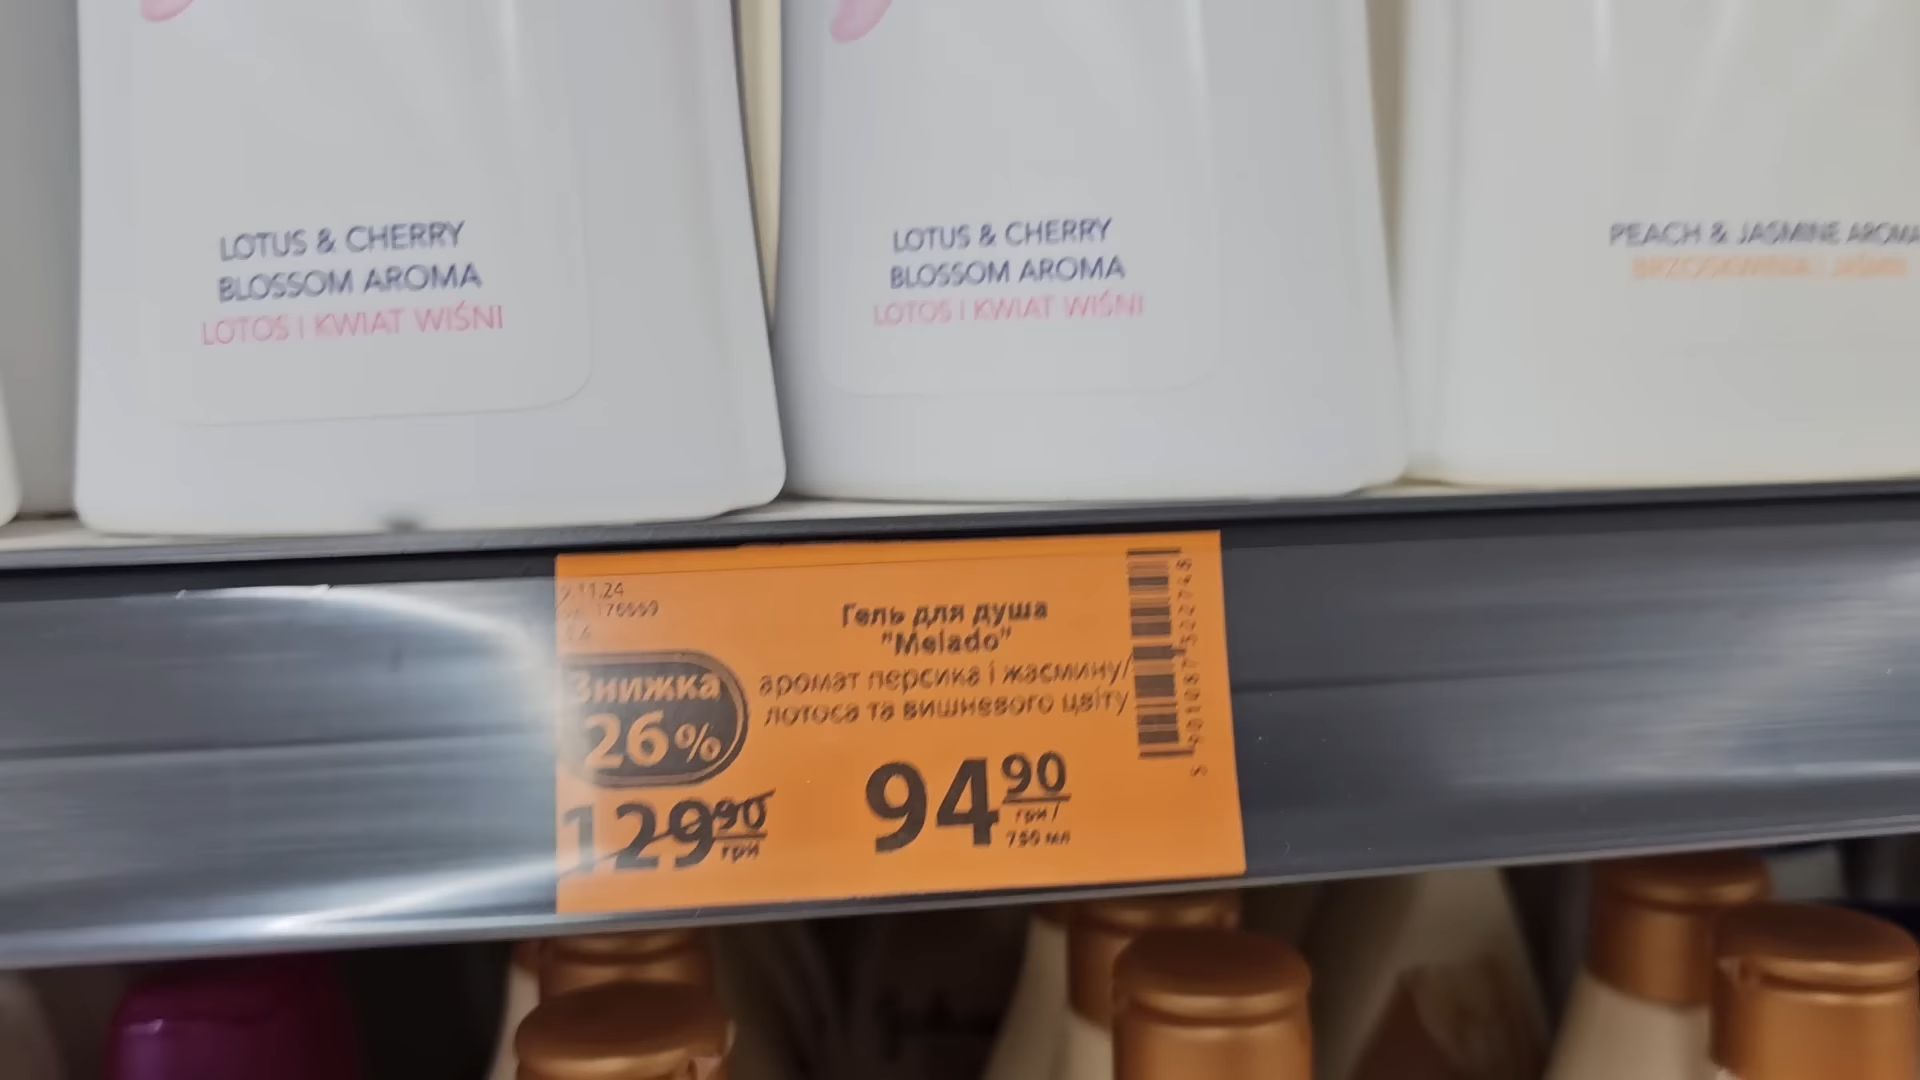 LOTUS & CHERRY
BLOSSOM AROMA
LOTOS I KWIAT WIŚNI
LOTUS & CHERRY
BLOSSOM AROMA
LOTOS I KWIAT WIŚNI
PEACH & JASMINE AROMA
Гель для душа
"Melado"
аромат персика і жасмину/
лотоса та вишневого цвіту
Знижка
26%
129 90
грн
94 90
грн/
750 мл